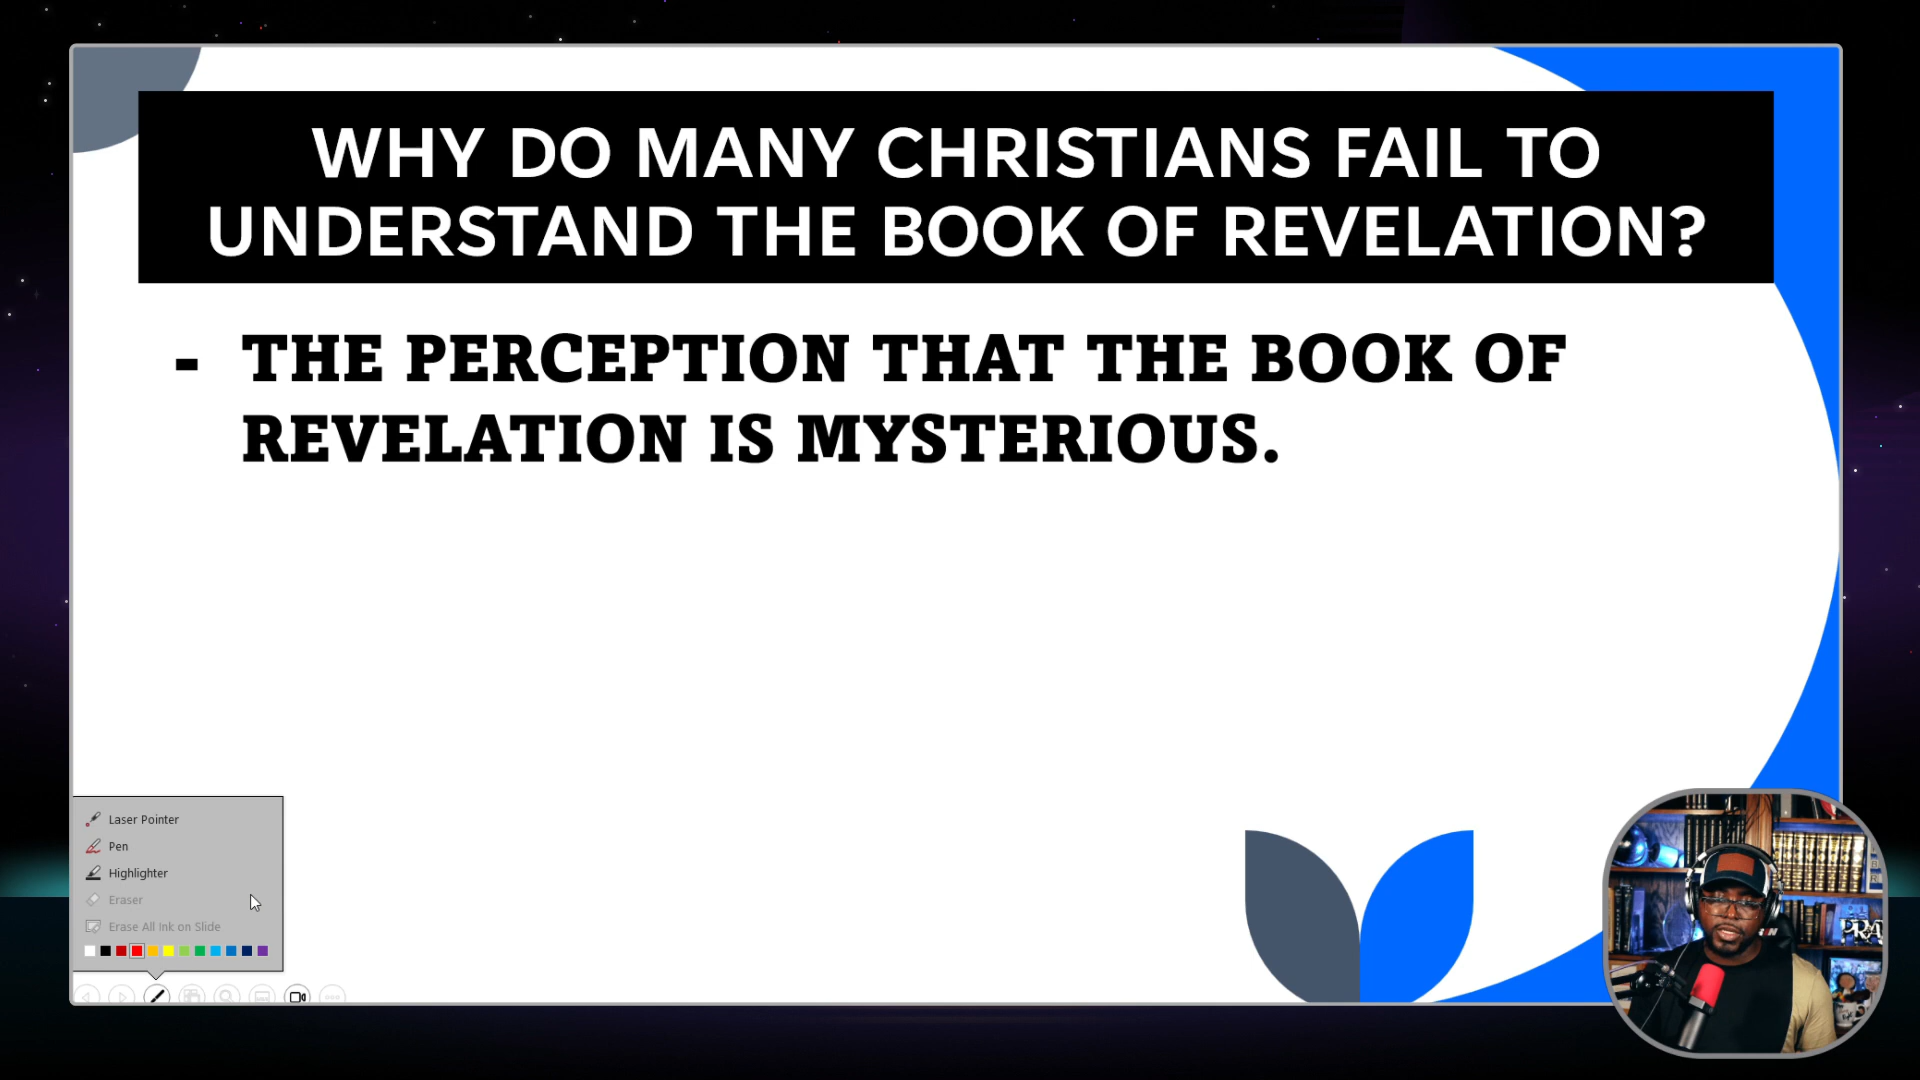 WHY DO MANY CHRISTIANS FAIL TO
UNDERSTAND THE BOOK OF REVELATION?
- THE PERCEPTION THAT THE BOOK OF
REVELATION IS MYSTERIOUS.
Laser Pointer
Pen
Highlighter
Eraser
Erase All Ink on Slide
PRA